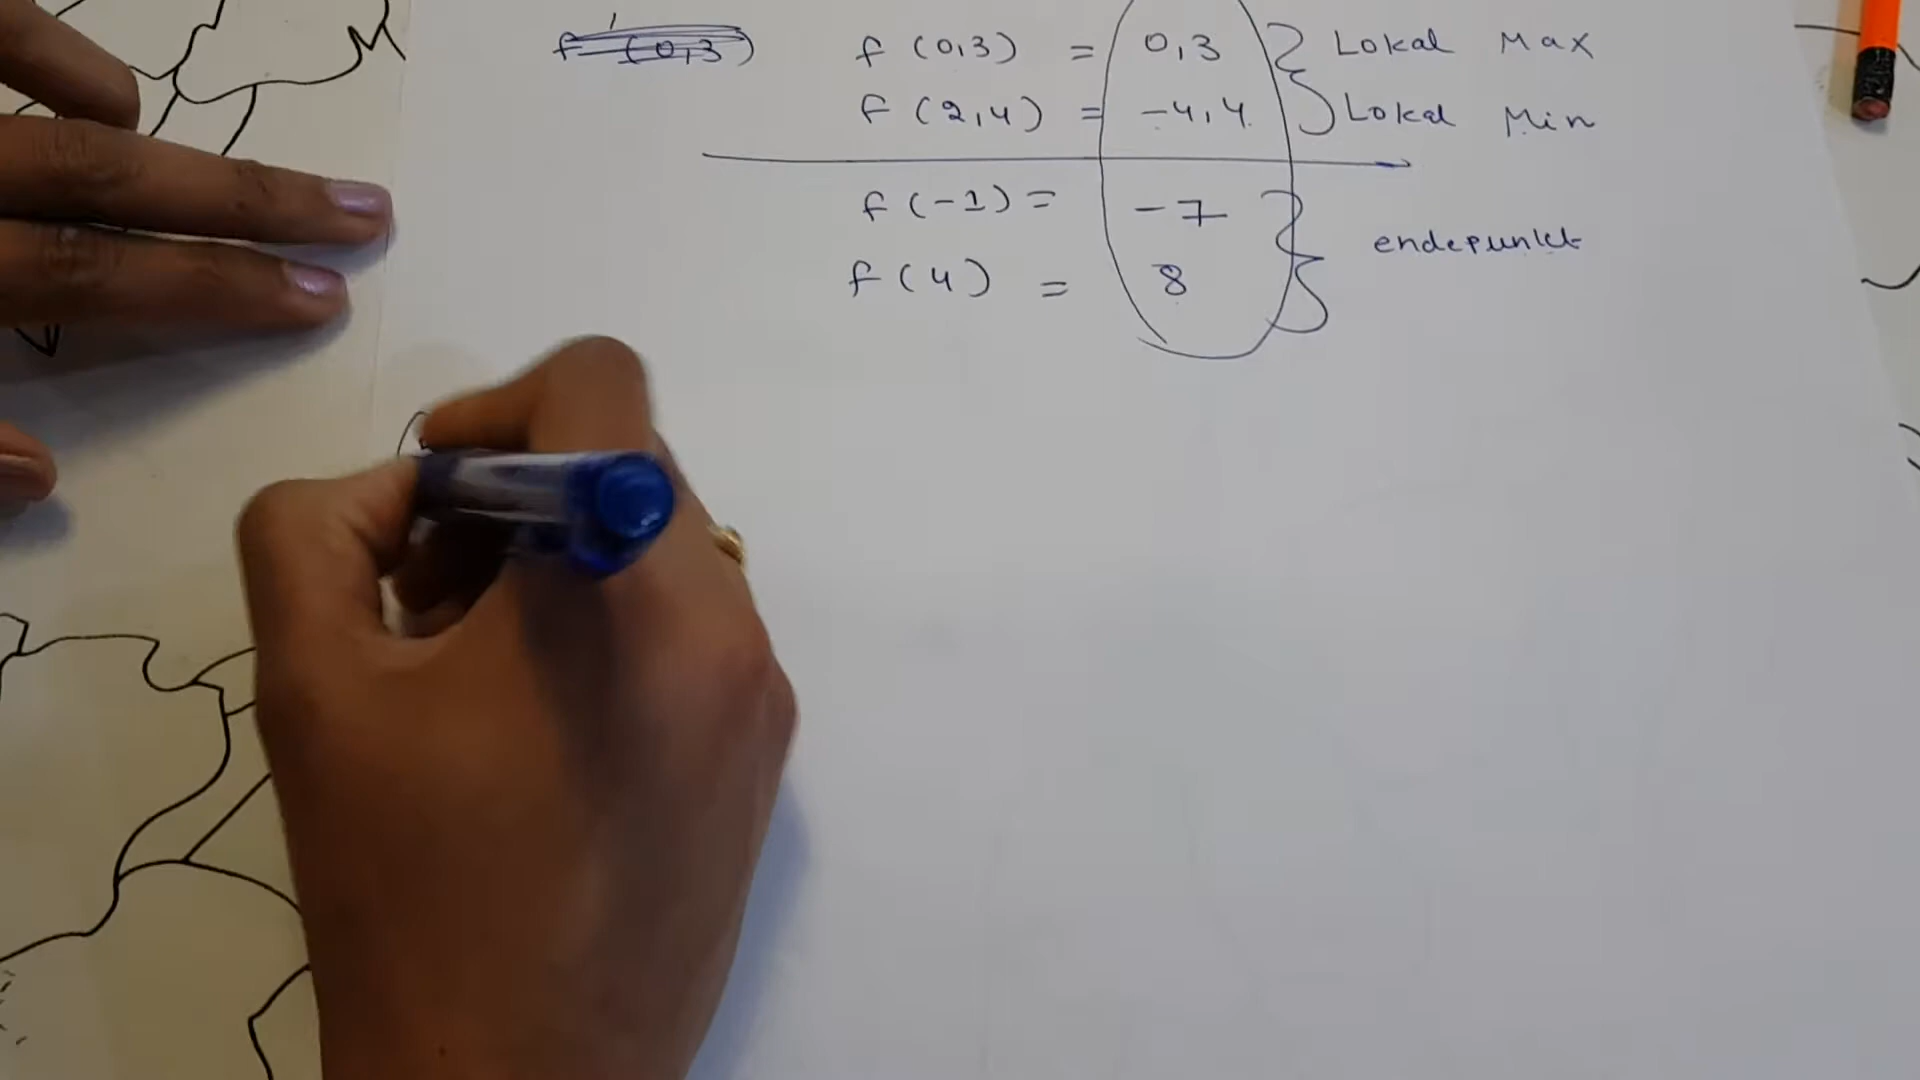 f'(0,3) f(0,3) = 0,3 Lokal Max
f(2,4) = -4,4 Lokal Min
f(-1) = -7
endepunkt
f(4) = 8